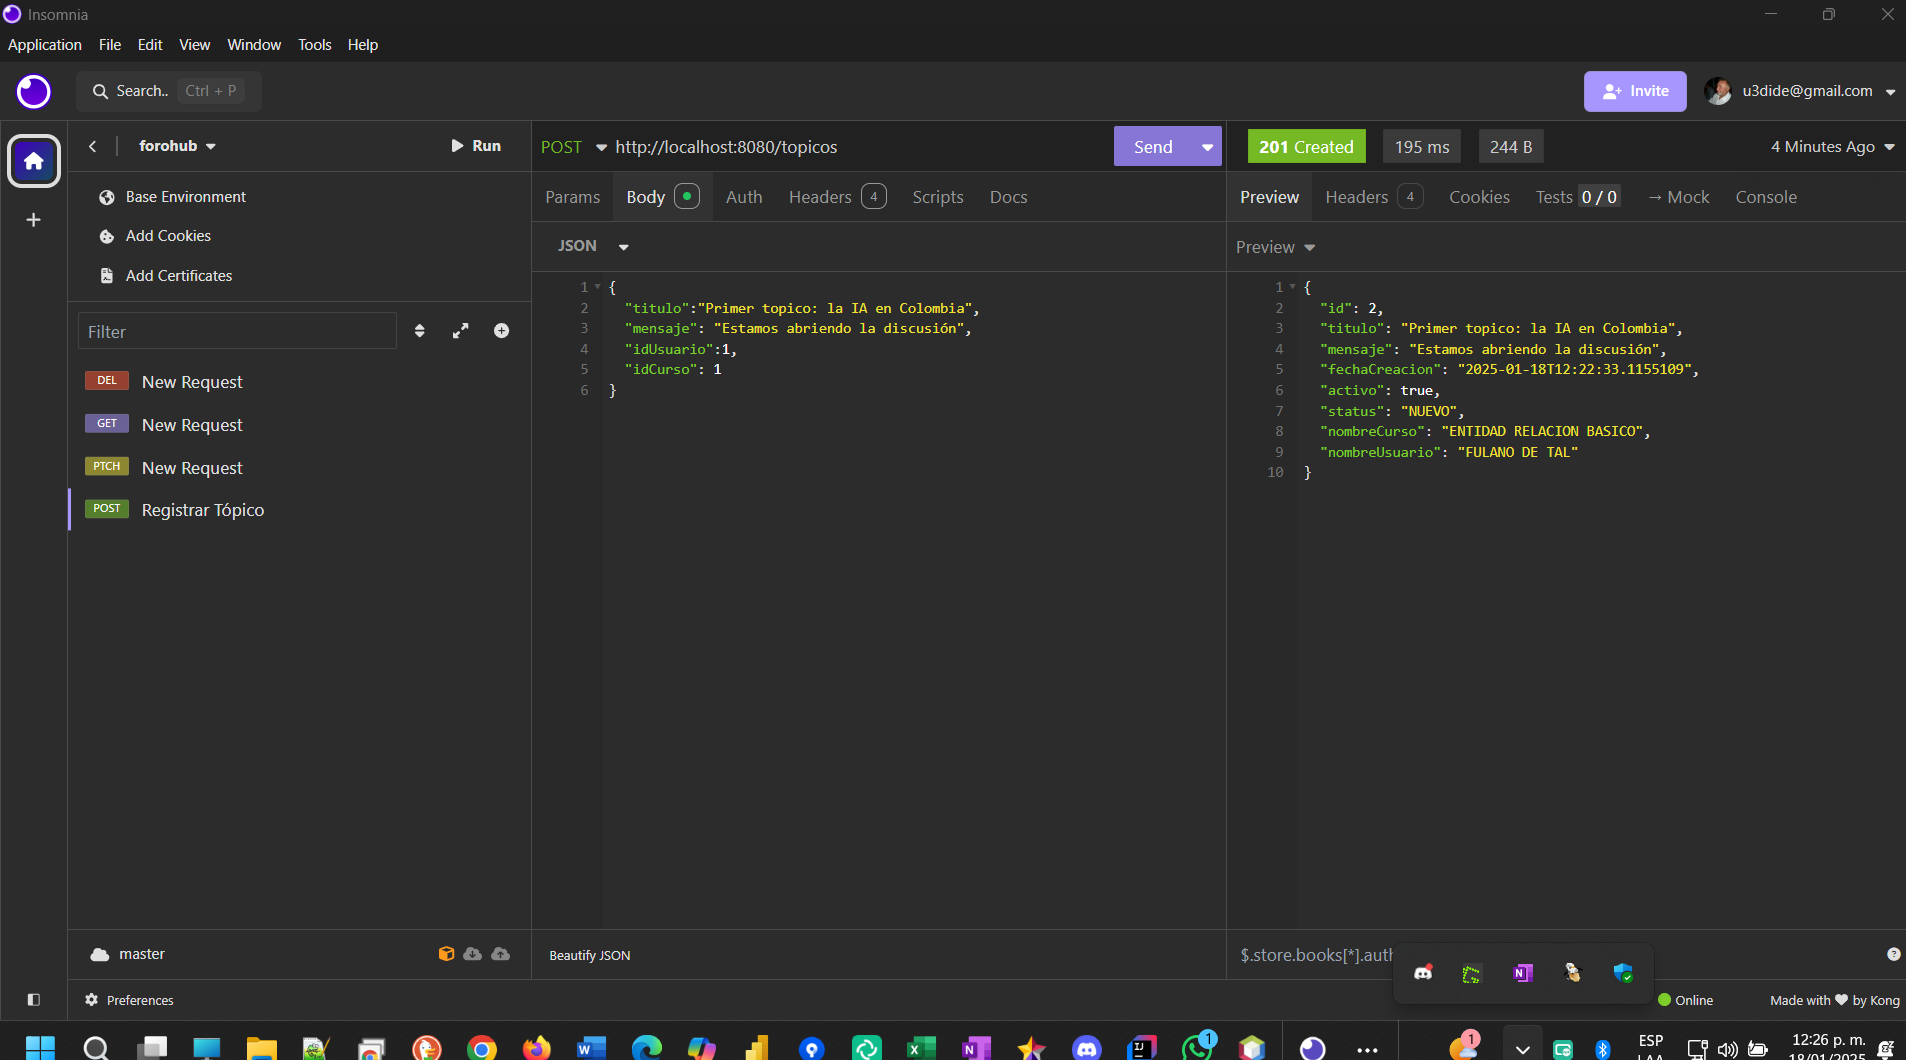 Insomnia
Application File Edit View Window Tools Help
Search.. Ctrl + P
Invite
u3dide@gmail.com
forohub
Run
POST http://localhost:8080/topicos
Send
201 Created 195 ms 244 B
4 Minutes Ago
Base Environment
Add Cookies
Add Certificates
Filter
DEL New Request
GET New Request
PTCH New Request
POST Registrar Tópico
Params Body Auth Headers 4 Scripts Docs
JSON
1 {
2 "titulo":"Primer topico: la IA en Colombia",
3 "mensaje": "Estamos abriendo la discusión",
4 "idUsuario":1,
5 "idCurso": 1
6 }
Preview Headers 4 Cookies Tests 0 / 0 → Mock Console
Preview
1 {
2 "id": 2,
3 "titulo": "Primer topico: la IA en Colombia",
4 "mensaje": "Estamos abriendo la discusión",
5 "fechaCreacion": "2025-01-18T12:22:33.1155109",
6 "activo": true,
7 "status": "NUEVO",
8 "nombreCurso": "ENTIDAD RELACION BASICO",
9 "nombreUsuario": "FULANO DE TAL"
10 }
master
Beautify JSON
$.store.books[*].auth
Preferences
Online
Made with ❤ by Kong
1
1
ESP
LAA
12:26 p. m.
18/01/2025